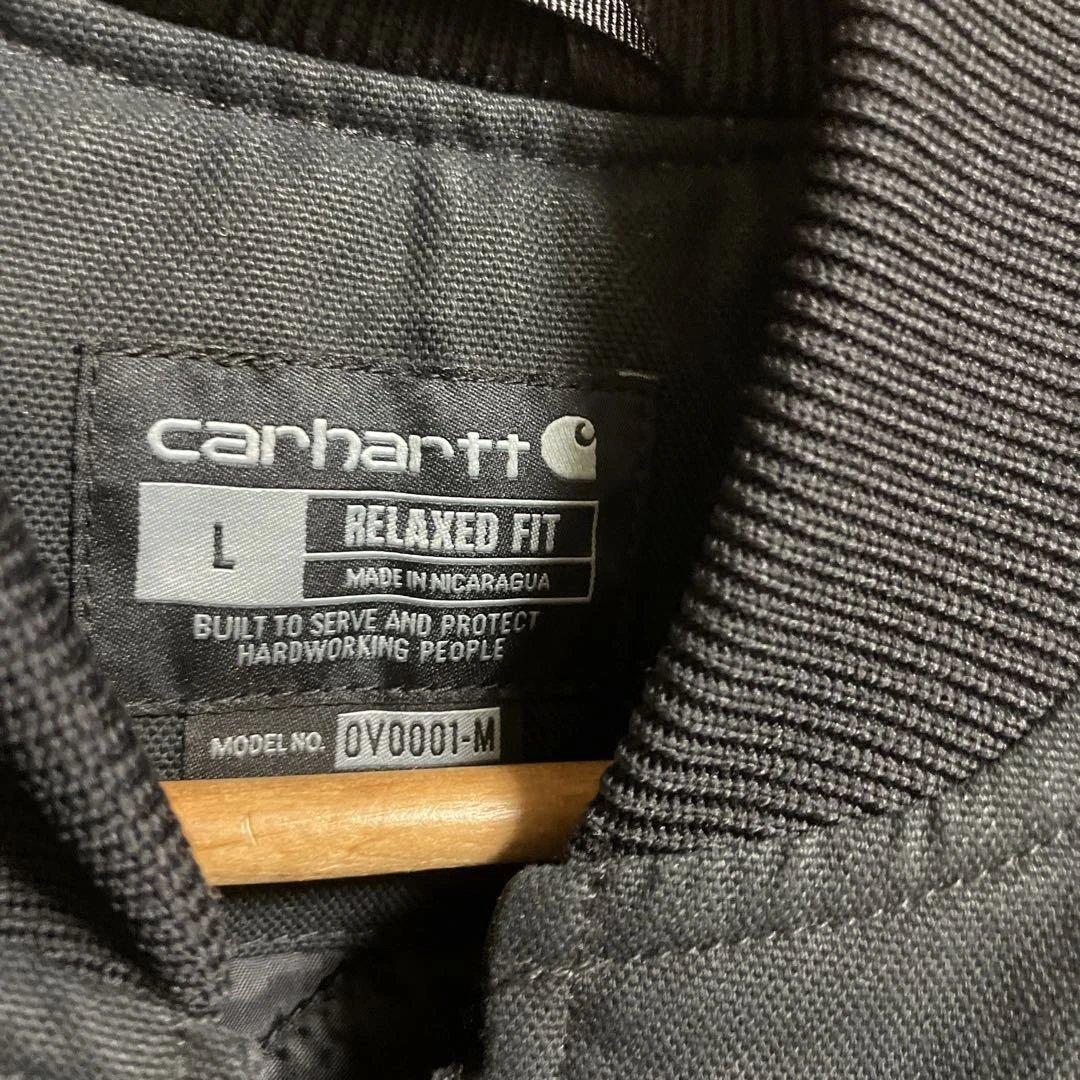 carhartt
L
RELAXED FIT
MADE IN NICARAGUA
BUILT TO SERVE AND PROTECT
HARDWORKING PEOPLE
MODEL NO. OV0001-M